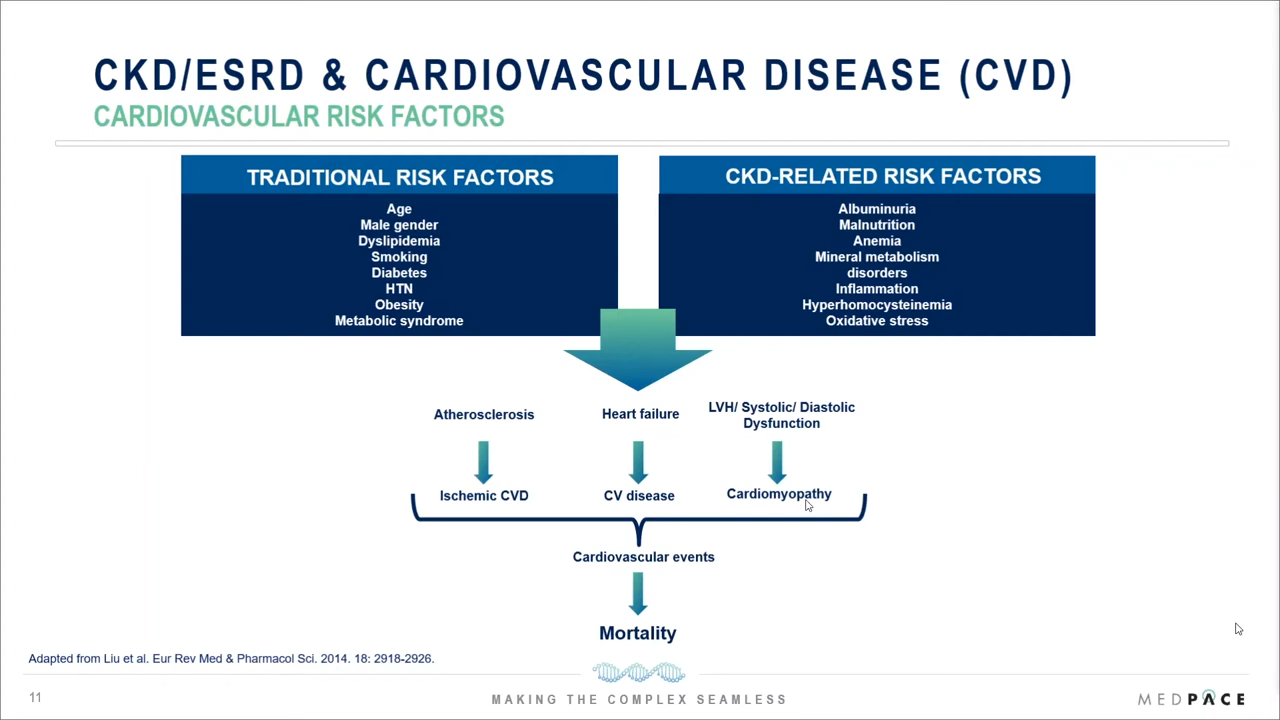 CKD/ESRD & CARDIOVASCULAR DISEASE (CVD)
CARDIOVASCULAR RISK FACTORS
TRADITIONAL RISK FACTORS
Age
Male gender
Dyslipidemia
Smoking
Diabetes
HTN
Obesity
Metabolic syndrome
CKD-RELATED RISK FACTORS
Albuminuria
Malnutrition
Anemia
Mineral metabolism
disorders
Inflammation
Hyperhomocysteinemia
Oxidative stress
Atherosclerosis
Heart failure
LVH/ Systolic/ Diastolic
Dysfunction
Ischemic CVD
CV disease
Cardiomyopathy
Cardiovascular events
Mortality
Adapted from Liu et al. Eur Rev Med & Pharmacol Sci. 2014. 18: 2918-2926.
11
MAKING THE COMPLEX SEAMLESS
MEDPACE